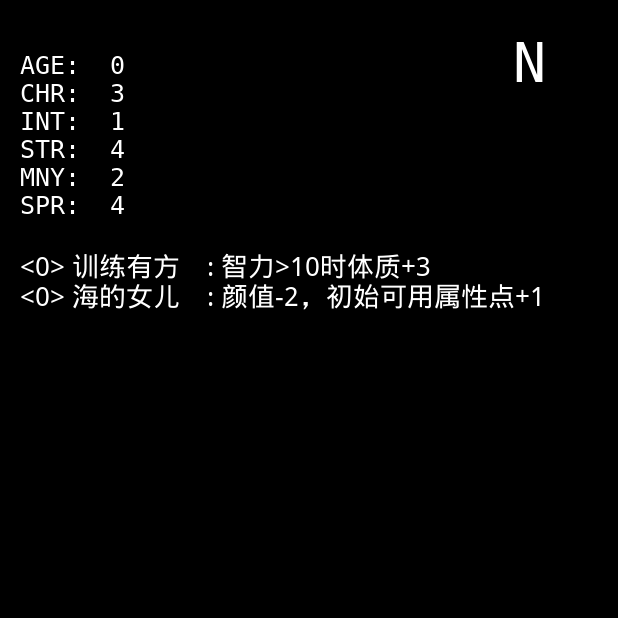 N
AGE: 0
CHR: 3
INT: 1
STR: 4
MNY: 2
SPR: 4
<0> 训练有方 : 智力>10时体质+3
<0> 海的女儿 : 颜值-2，初始可用属性点+1